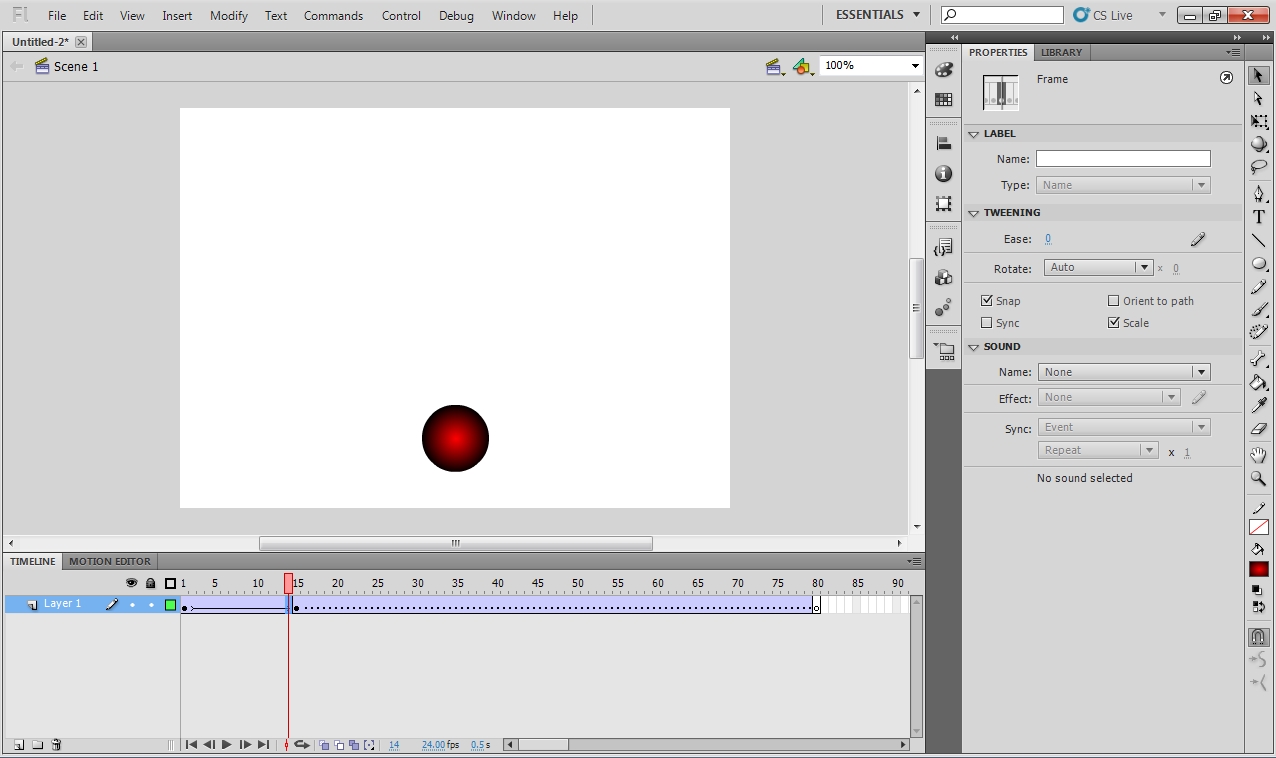 Fl File Edit View Insert Modify Text Commands Control Debug Window Help ESSENTIALS CS Live
Untitled-2*
Scene 1 100%
PROPERTIES LIBRARY
Frame
LABEL
Name:
Type: Name
TWEENING
Ease: 0
Rotate: Auto x 0
Snap Orient to path
Sync Scale
SOUND
Name: None
Effect: None
Sync: Event
Repeat x 1
No sound selected
TIMELINE MOTION EDITOR
1 5 10 15 20 25 30 35 40 45 50 55 60 65 70 75 80 85 90
Layer 1
14 24.00 fps 0.5 s